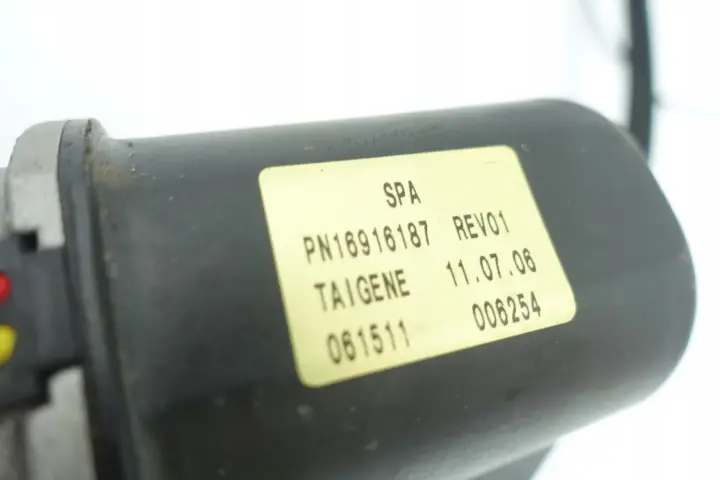 SPA
PN16916187 REV01
TAIGENE 11.07.06
061511 006254